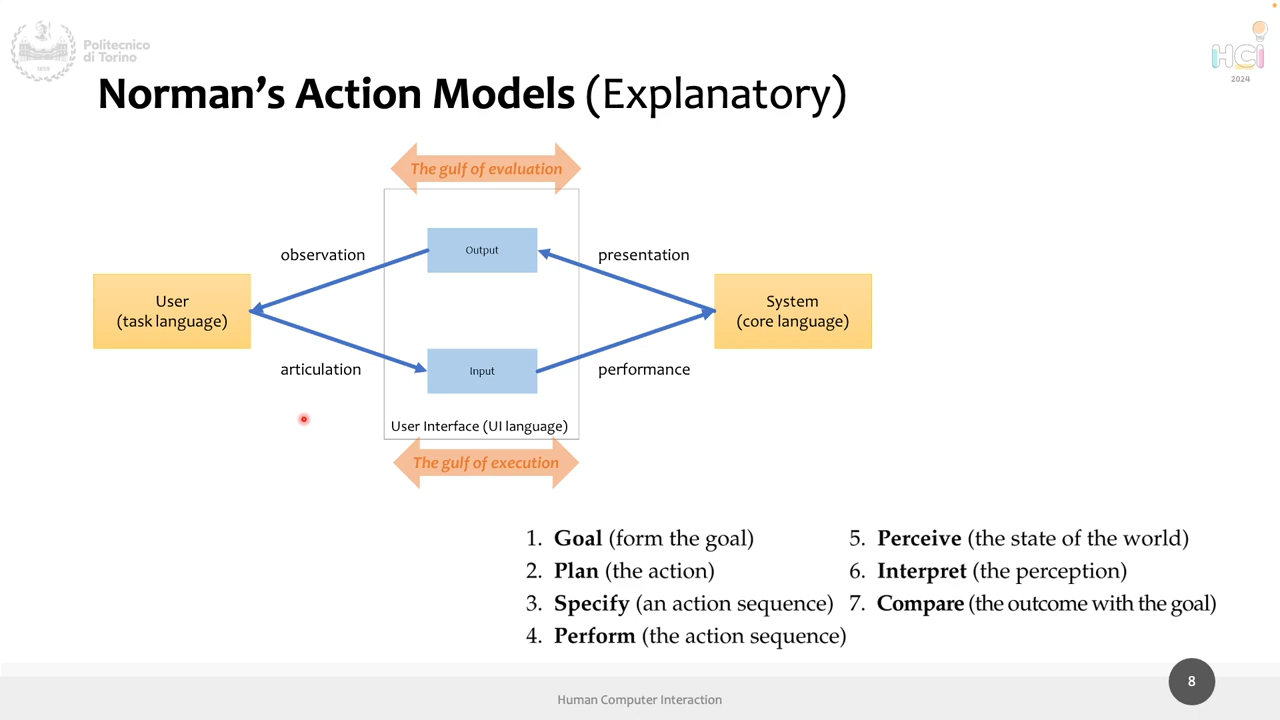 Politecnico
di Torino
1859
HCI
2024
Norman's Action Models (Explanatory)
The gulf of evaluation
observation
Output
presentation
User
(task language)
System
(core language)
articulation
Input
performance
User Interface (UI language)
The gulf of execution
1. Goal (form the goal)
2. Plan (the action)
3. Specify (an action sequence)
4. Perform (the action sequence)
5. Perceive (the state of the world)
6. Interpret (the perception)
7. Compare (the outcome with the goal)
8
Human Computer Interaction